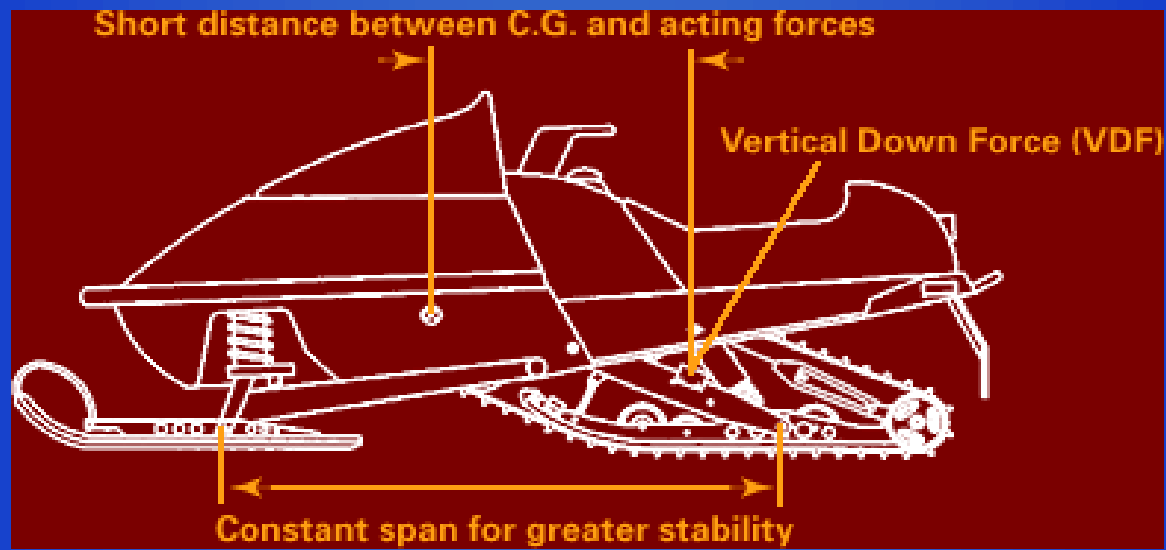 Short distance between C.G. and acting forces
Vertical Down Force (VDF)
Constant span for greater stability